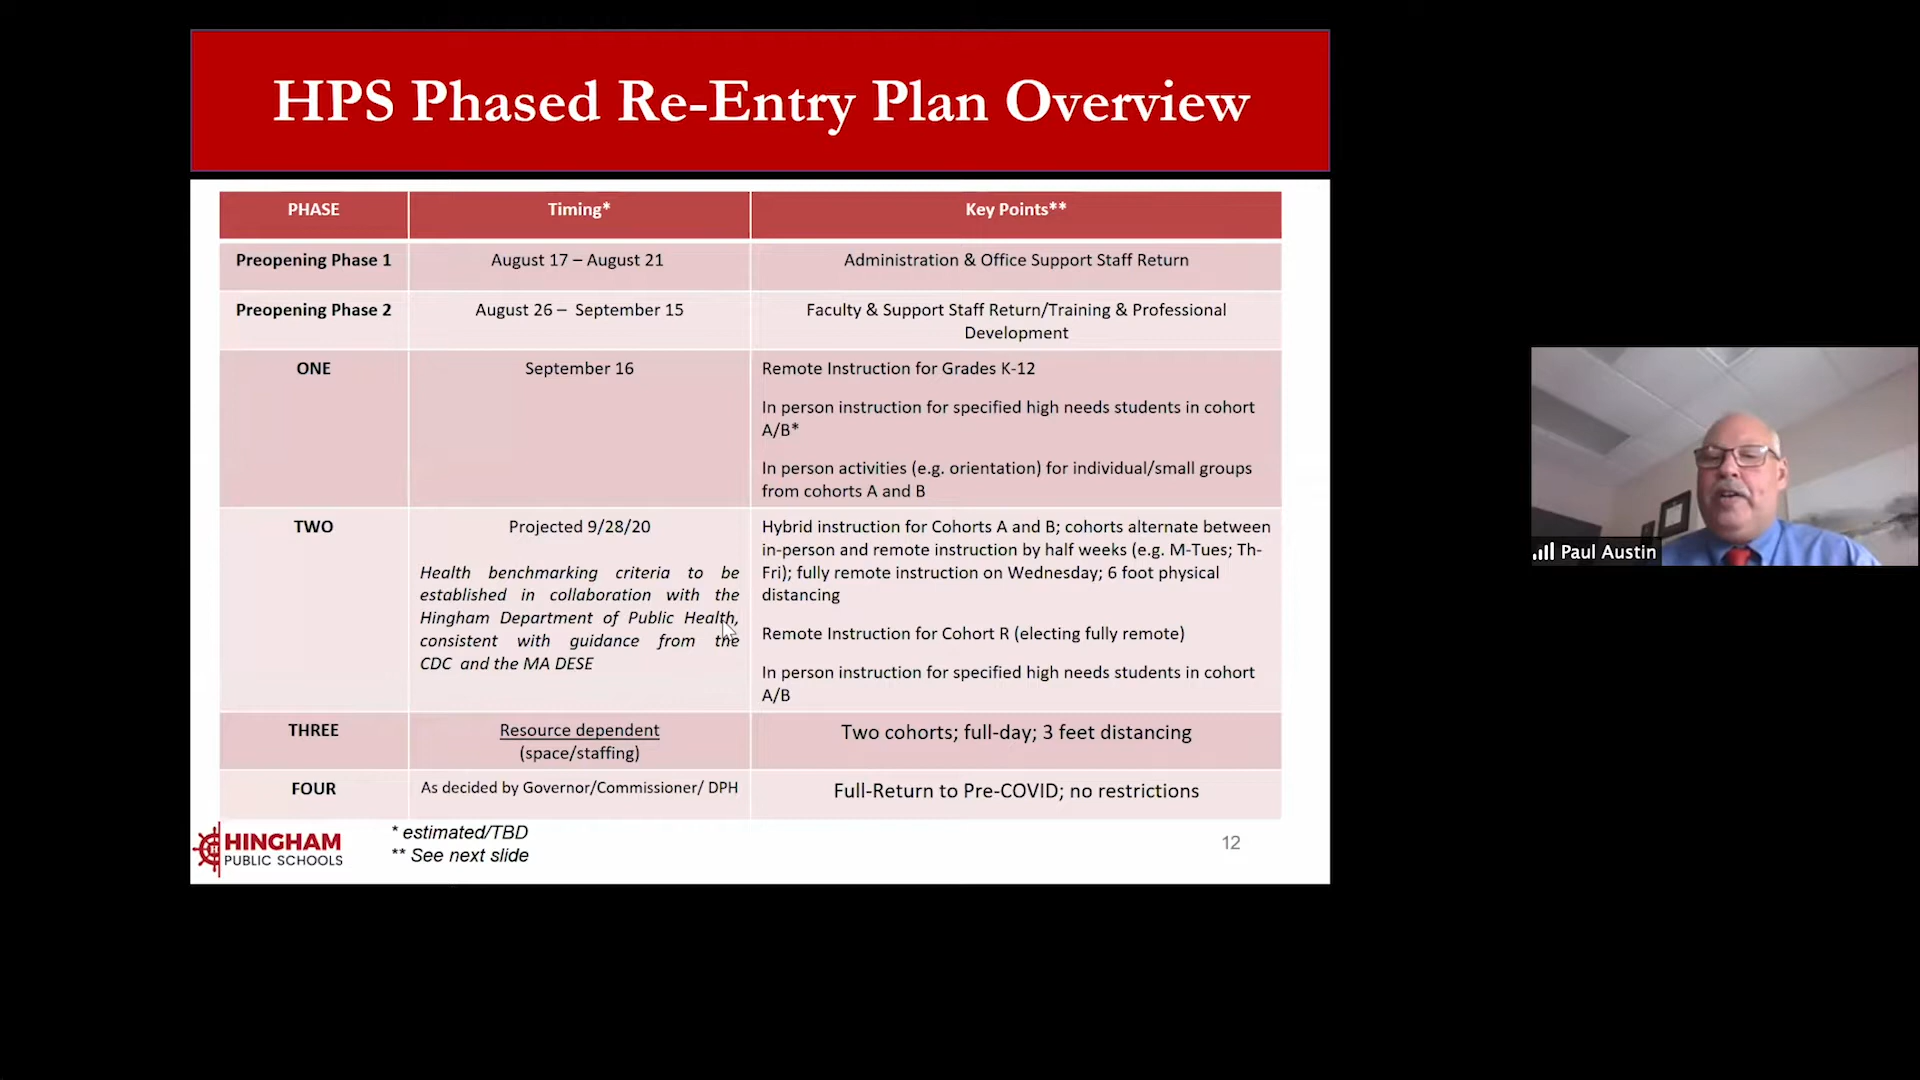 HPS Phased Re-Entry Plan Overview
PHASE
Timing*
Key Points**
Preopening Phase 1
August 17 – August 21
Administration & Office Support Staff Return
Preopening Phase 2
August 26 –  September 15
Faculty & Support Staff Return/Training & Professional
Development
ONE
September 16
Remote Instruction for Grades K-12
In person instruction for specified high needs students in cohort
A/B*
In person activities (e.g. orientation) for individual/small groups
from cohorts A and B
TWO
Projected 9/28/20
Health benchmarking criteria to be
established in collaboration with the
Hingham Department of Public Health,
consistent with guidance from the
CDC and the MA DESE
Hybrid instruction for Cohorts A and B; cohorts alternate between
in-person and remote instruction by half weeks (e.g. M-Tues; Th-
Fri); fully remote instruction on Wednesday; 6 foot physical
distancing
Remote Instruction for Cohort R (electing fully remote)
In person instruction for specified high needs students in cohort
A/B
THREE
Resource dependent
(space/staffing)
Two cohorts; full-day; 3 feet distancing
FOUR
As decided by Governor/Commissioner/ DPH
Full-Return to Pre-COVID; no restrictions
HINGHAM
PUBLIC SCHOOLS
* estimated/TBD
** See next slide
12
Paul Austin